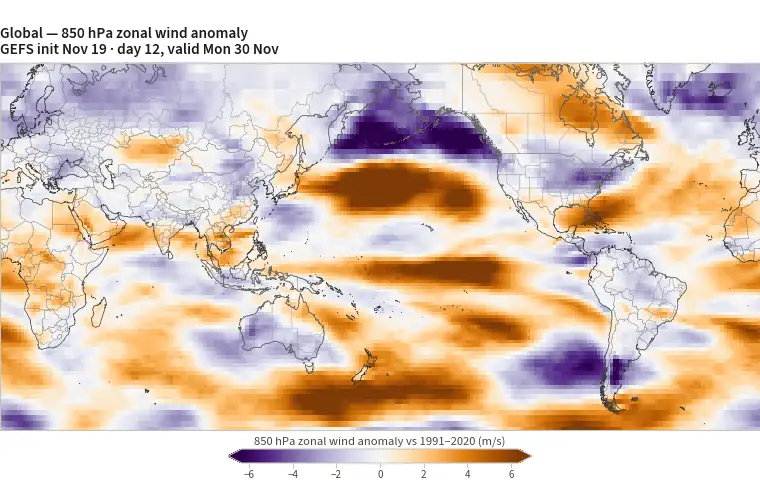 Global — 850 hPa zonal wind anomaly
GEFS init Nov 19 · day 12, valid Mon 30 Nov
850 hPa zonal wind anomaly vs 1991–2020 (m/s)
−6 −4 −2 0 2 4 6